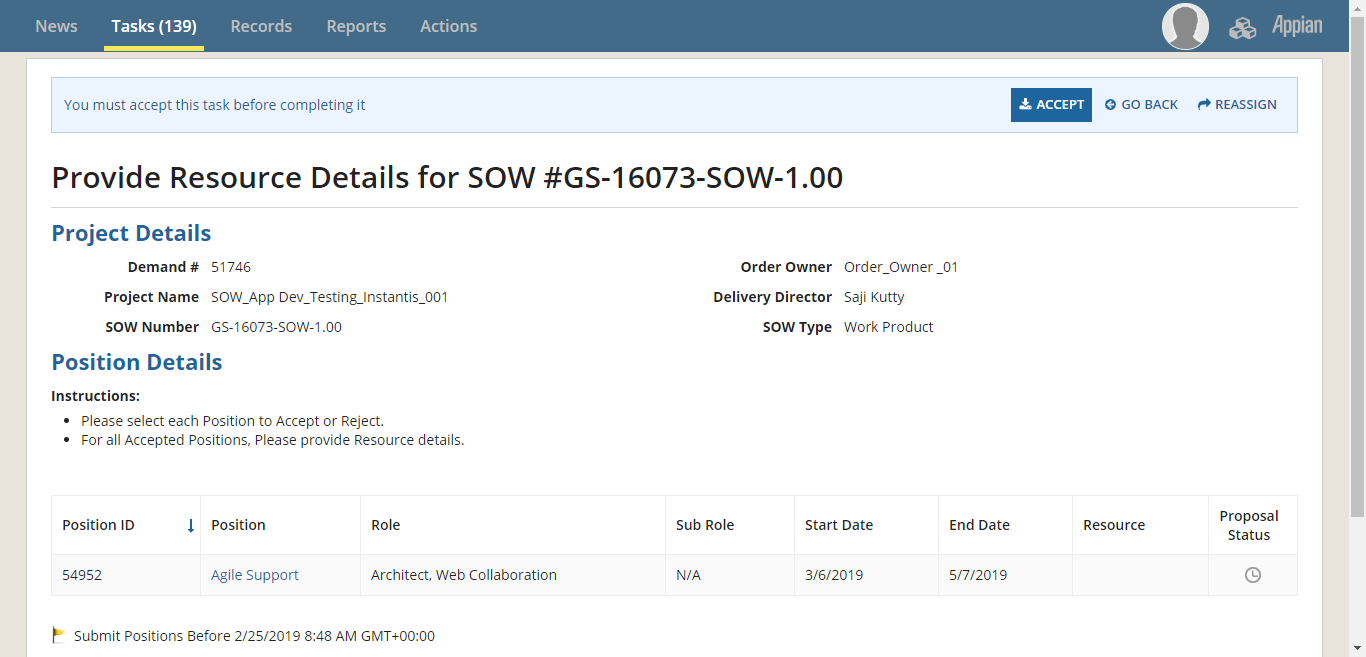 News Tasks (139) Records Reports Actions Appian
You must accept this task before completing it ACCEPT GO BACK REASSIGN
Provide Resource Details for SOW #GS-16073-SOW-1.00
Project Details
Demand # 51746 Order Owner Order_Owner _01
Project Name SOW_App Dev_Testing_Instantis_001 Delivery Director Saji Kutty
SOW Number GS-16073-SOW-1.00 SOW Type Work Product
Position Details
Instructions:
Please select each Position to Accept or Reject.
For all Accepted Positions, Please provide Resource details.
Position ID Position Role Sub Role Start Date End Date Resource Proposal Status
54952 Agile Support Architect, Web Collaboration N/A 3/6/2019 5/7/2019
Submit Positions Before 2/25/2019 8:48 AM GMT+00:00